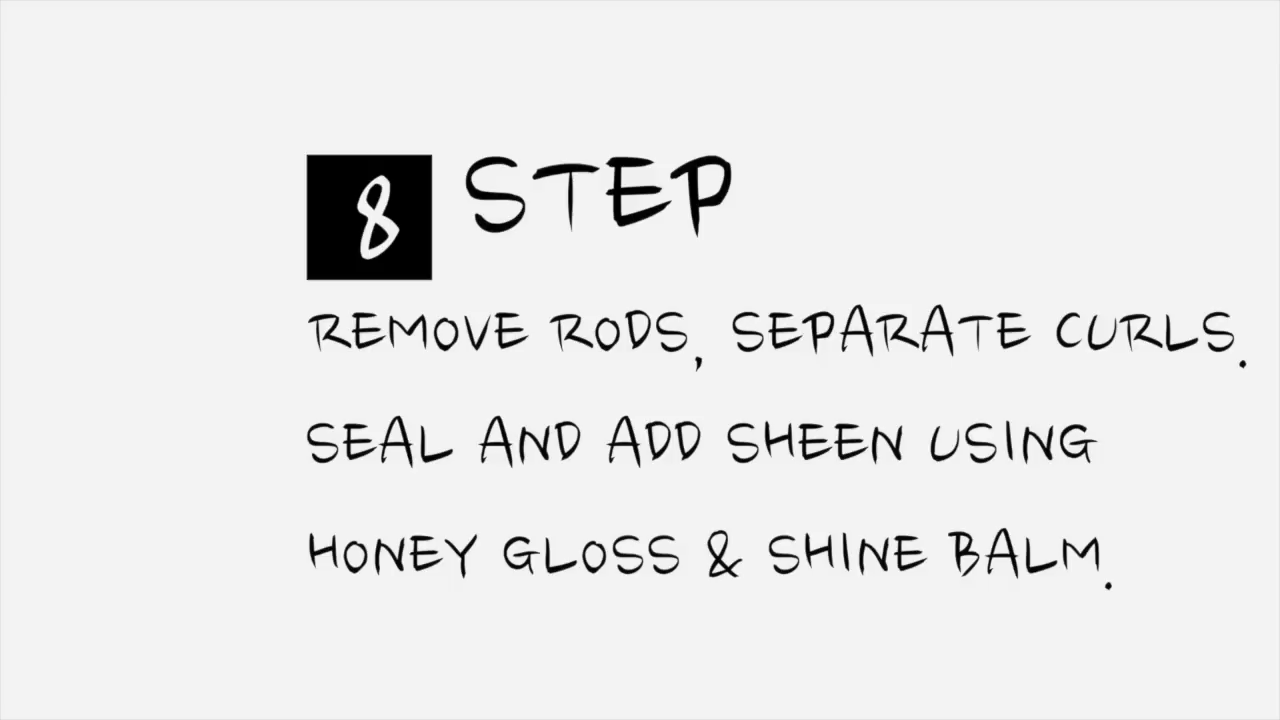 8 STEP
REMOVE RODS, SEPARATE CURLS.
SEAL AND ADD SHEEN USING
HONEY GLOSS & SHINE BALM.